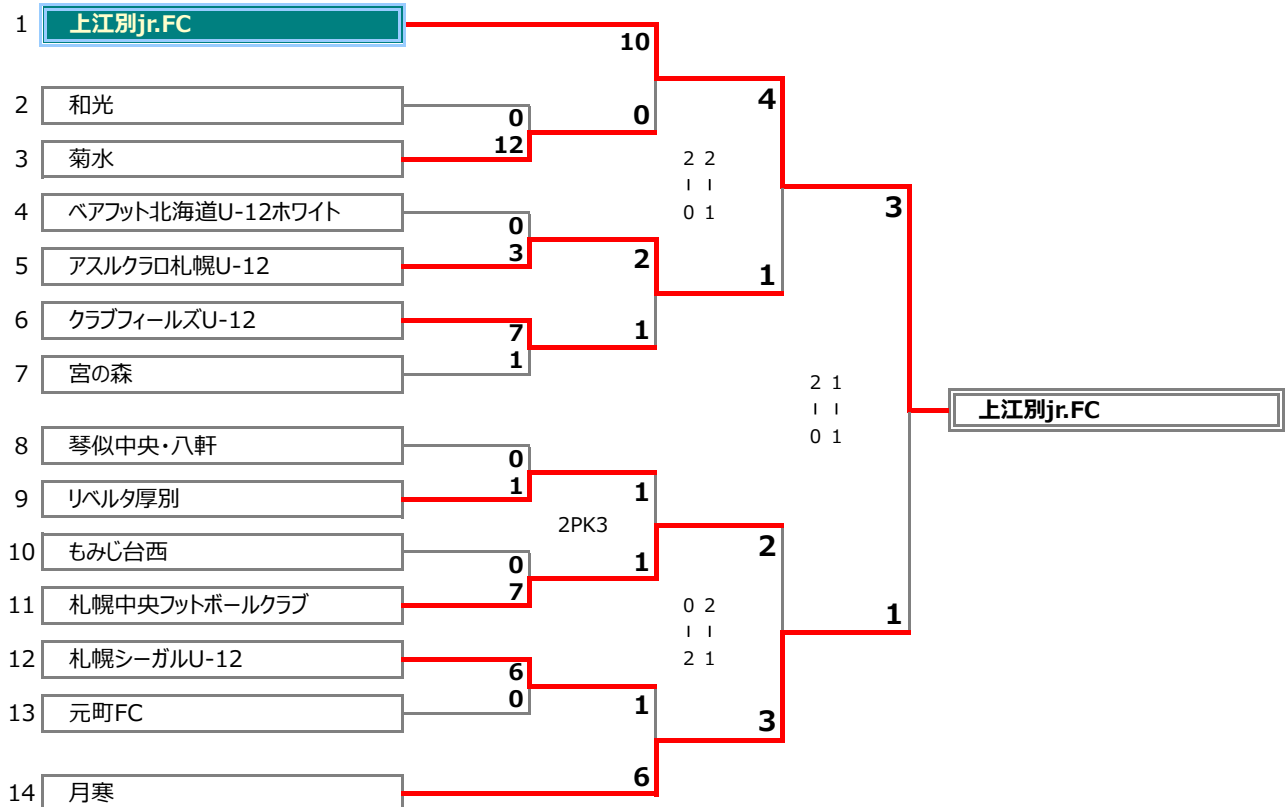 1 上江別jr.FC
10
2 和光
0
0
4
12
3 菊水
2 2
4 ベアフット北海道U-12ホワイト
0
0 1
3
5 アスルクラロ札幌U-12
3
2
1
6 クラブフィールズU-12
7
1
7 宮の森
1
2 1
上江別jr.FC
8 琴似中央・八軒
0
0 1
9 リベルタ厚別
1
1
2PK3
10 もみじ台西
0
1
2
11 札幌中央フットボールクラブ
7
0 2
1
12 札幌シーガルU-12
6
2 1
13 元町FC
0
1
3
14 月寒
6